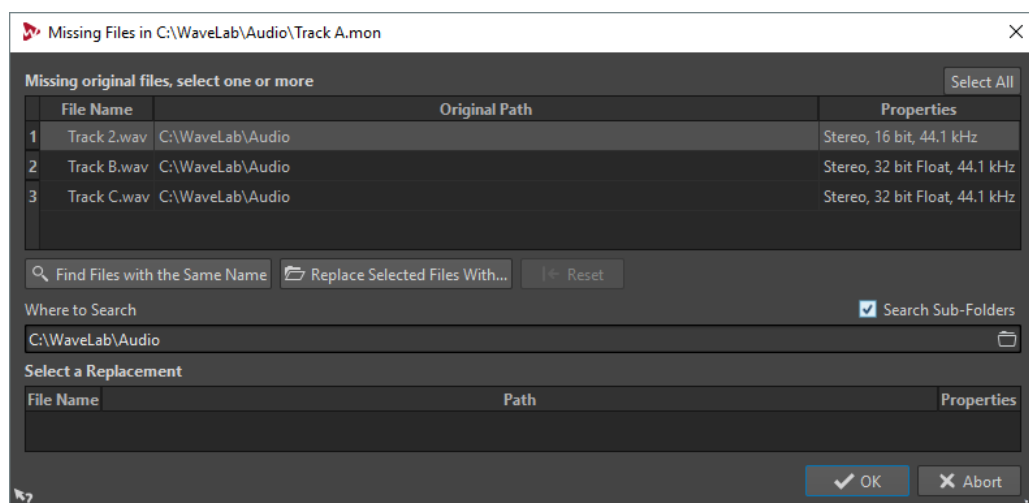 Missing Files in C:\WaveLab\Audio\Track A.mon
Missing original files, select one or more Select All
File Name Original Path Properties
1 Track 2.wav C:\WaveLab\Audio Stereo, 16 bit, 44.1 kHz
2 Track B.wav C:\WaveLab\Audio Stereo, 32 bit Float, 44.1 kHz
3 Track C.wav C:\WaveLab\Audio Stereo, 32 bit Float, 44.1 kHz
Find Files with the Same Name Replace Selected Files With... Reset
Where to Search Search Sub-Folders
C:\WaveLab\Audio
Select a Replacement
File Name Path Properties
OK Abort
?